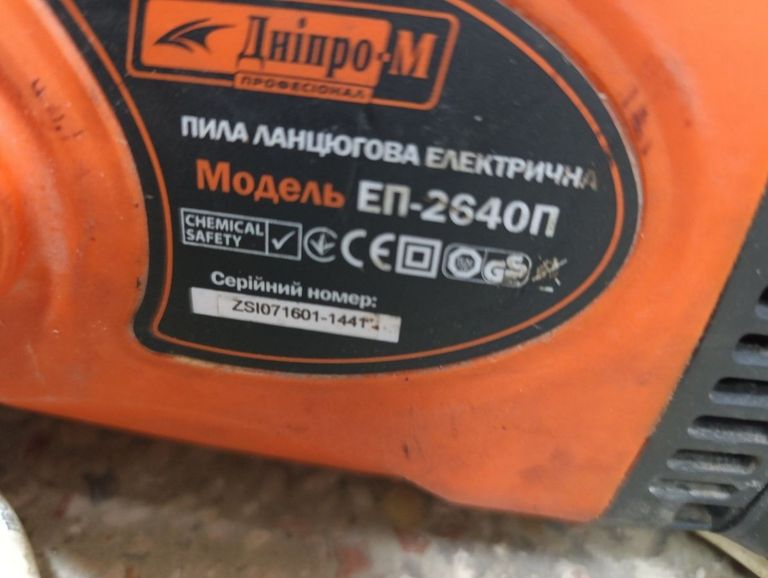 Дніпро-М
ПРОФЕСІОНАЛ
ПИЛА ЛАНЦЮГОВА ЕЛЕКТРИЧНА
Модель ЕП-2640П
CHEMICAL
SAFETY
CE
GS
Серійний номер: